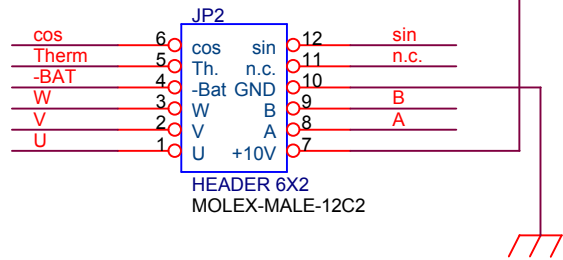 JP2
cos 6 cos sin 12 sin
Therm 5 Th. n.c. 11 n.c.
-BAT 4 -Bat GND 10
W 3 W B 9 B
V 2 V A 8 A
U 1 U +10V 7
HEADER 6X2
MOLEX-MALE-12C2